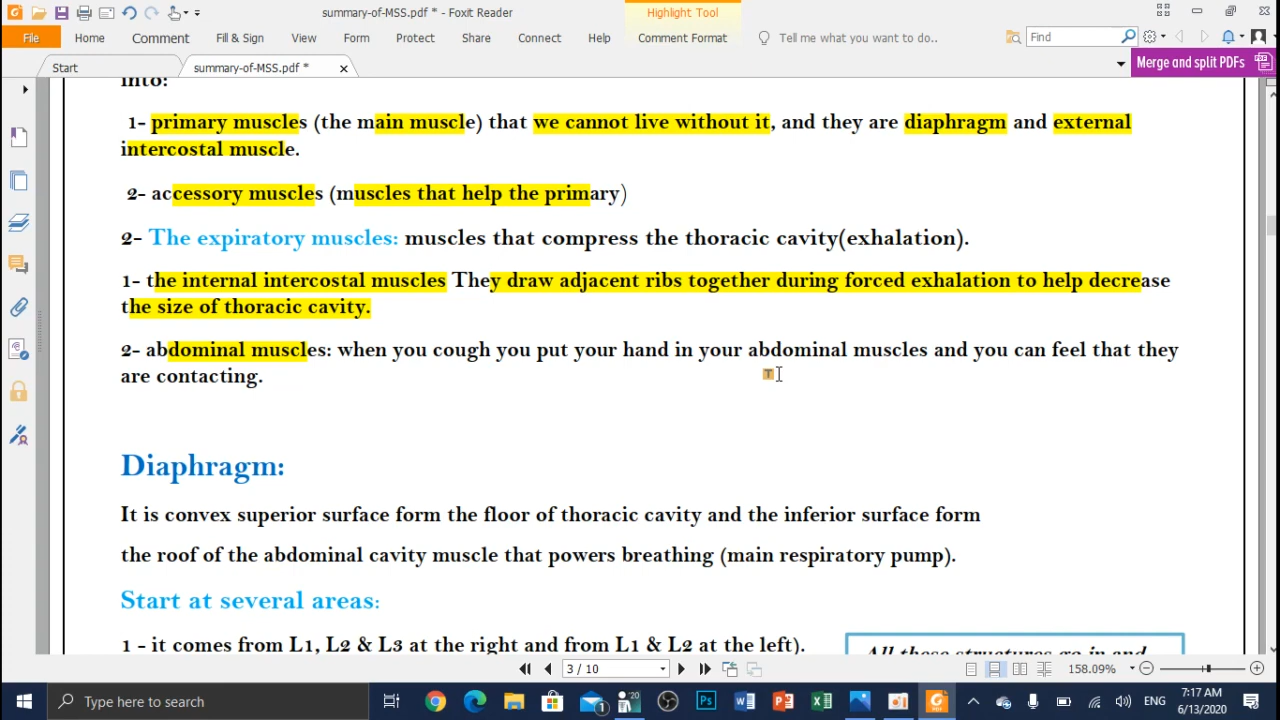 summary-of-MSS.pdf * - Foxit Reader
Highlight Tool
File
Home
Comment
Fill & Sign
View
Form
Protect
Share
Connect
Help
Comment Format
Tell me what you want to do..
Find
Start
summary-of-MSS.pdf *
Merge and split PDFs
into:
1- primary muscles (the main muscle) that we cannot live without it, and they are diaphragm and external
intercostal muscle.
2- accessory muscles (muscles that help the primary)
2- The expiratory muscles: muscles that compress the thoracic cavity(exhalation).
1- the internal intercostal muscles They draw adjacent ribs together during forced exhalation to help decrease
the size of thoracic cavity.
2- abdominal muscles: when you cough you put your hand in your abdominal muscles and you can feel that they
are contacting.
Diaphragm:
It is convex superior surface form the floor of thoracic cavity and the inferior surface form
the roof of the abdominal cavity muscle that powers breathing (main respiratory pump).
Start at several areas:
1 - it comes from L1, L2 & L3 at the right and from L1 & L2 at the left).
All these structures go in and
3 / 10
158.09%
Type here to search
ENG
7:17 AM
6/13/2020